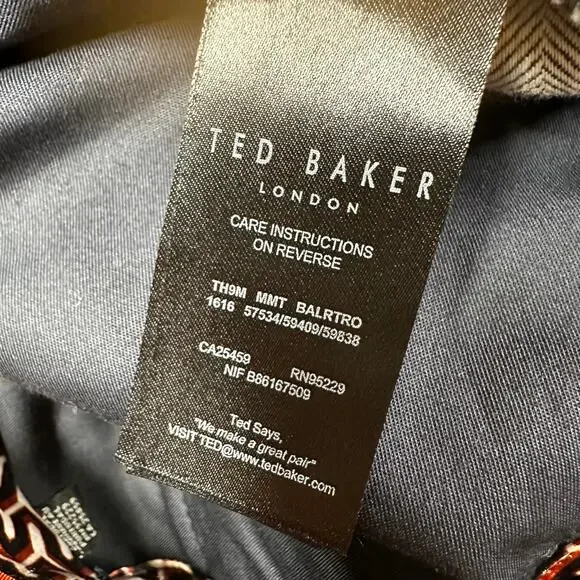 TED BAKER
LONDON
CARE INSTRUCTIONS
ON REVERSE
TH9M MMT BALRTRO
1616 57534/59409/59838
CA25459 RN95229
NIF B86167509
Ted Says,
"We make a great pair"
VISIT TED@www.tedbaker.com